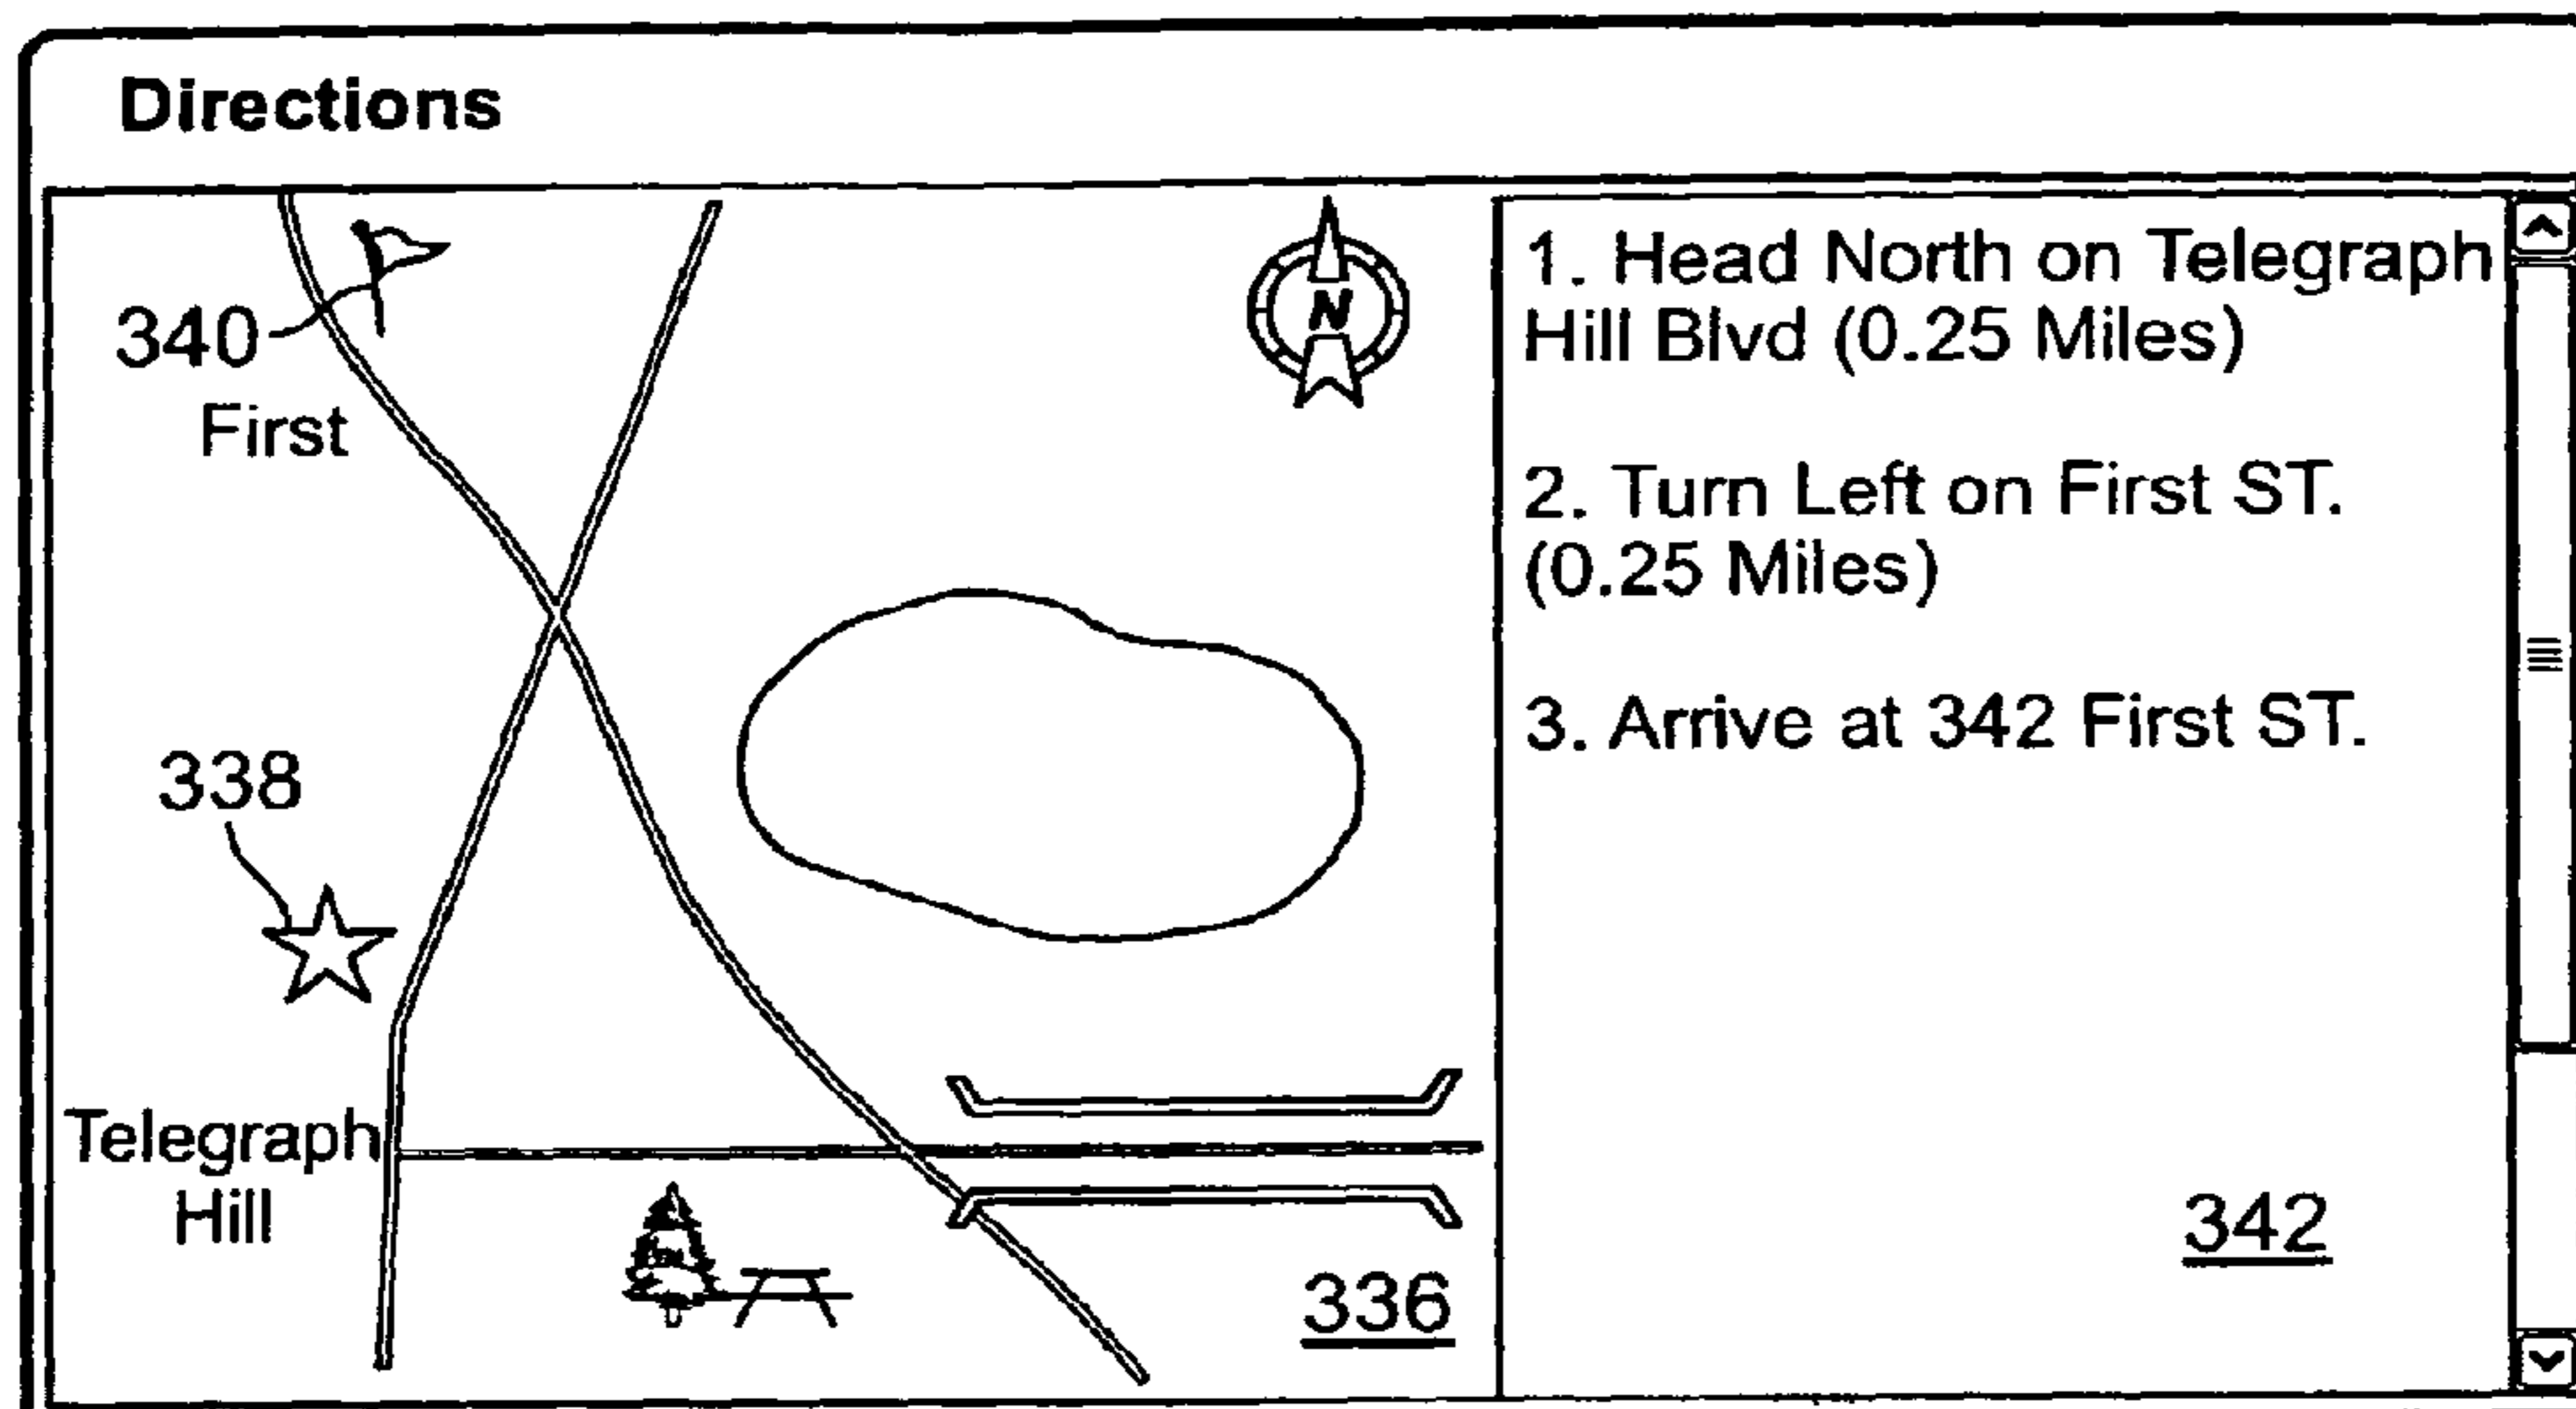 Directions
340
First
338
Telegraph
Hill
336
N
1. Head North on Telegraph
Hill Blvd (0.25 Miles)
2. Turn Left on First ST.
(0.25 Miles)
3. Arrive at 342 First ST.
342